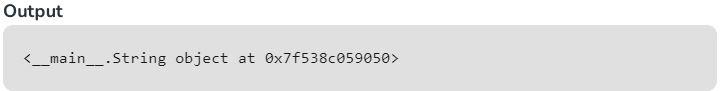 Output
<__main__.String object at 0x7f538c059050>